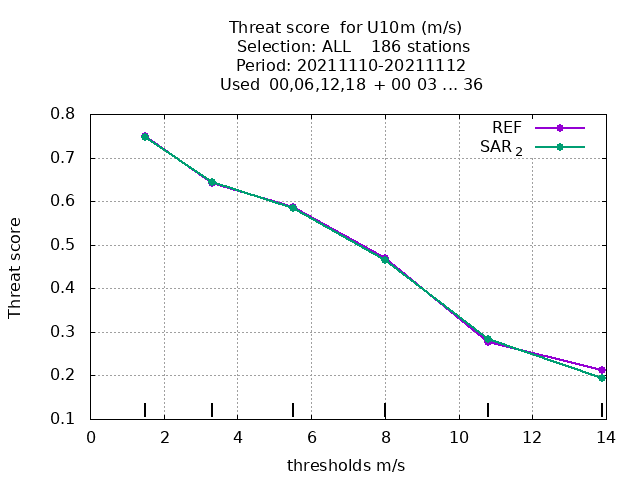 Threat score for U10m (m/s)
Selection: ALL 186 stations
Period: 20211110-20211112
Used 00,06,12,18 + 00 03 ... 36
REF
SAR 2
0.8
0.7
0.6
0.5
0.4
0.3
0.2
0.1
Threat score
0 2 4 6 8 10 12 14
thresholds m/s